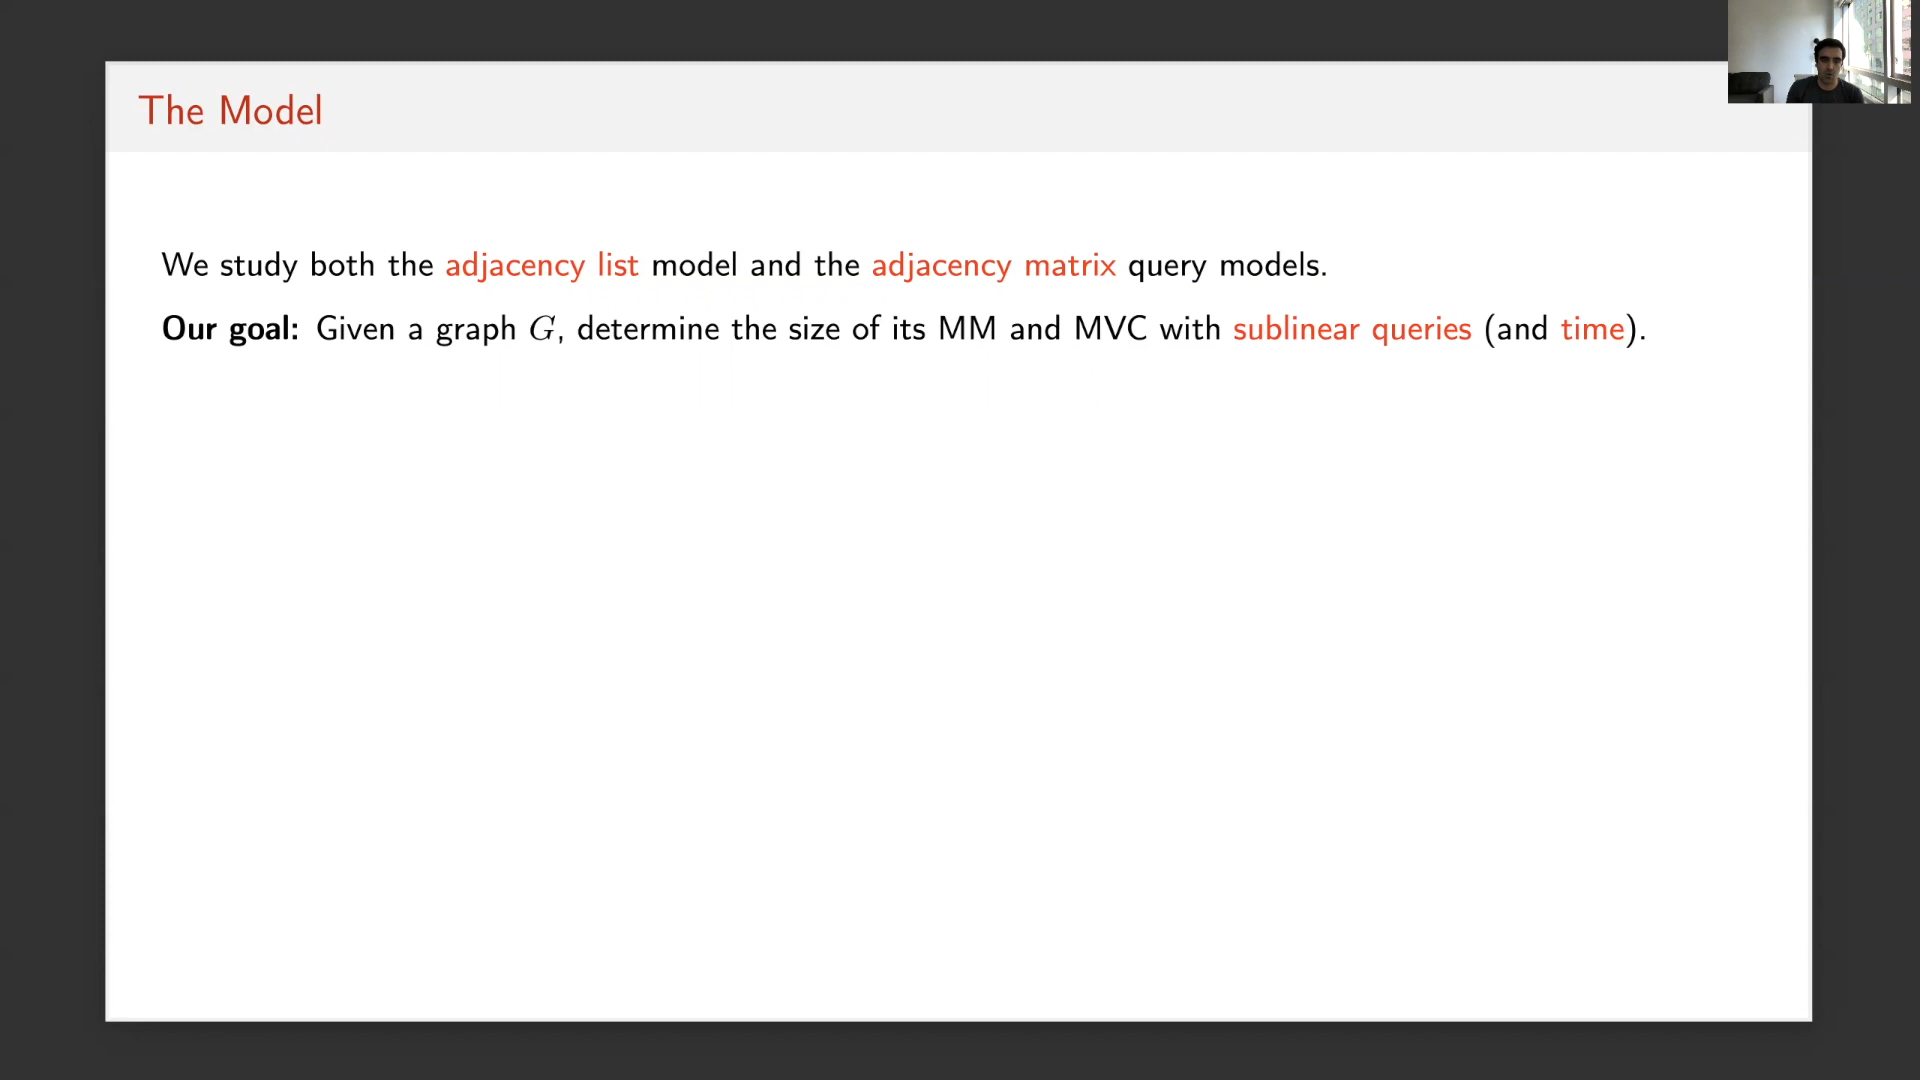 The Model
We study both the adjacency list model and the adjacency matrix query models.
Our goal: Given a graph G, determine the size of its MM and MVC with sublinear queries (and time).